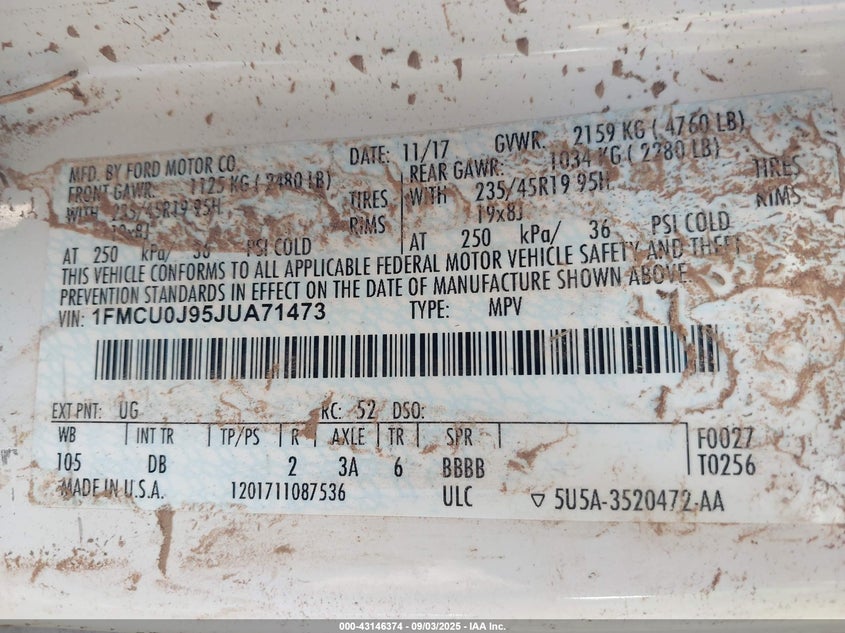 MFD. BY FORD MOTOR CO. DATE: 11/17 GVWR: 2159 KG ( 4760 LB)
FRONT GAWR: 1125 KG ( 2480 LB) REAR GAWR: 1034 KG ( 2280 LB)
WITH 235/45R19 95H TIRES WITH 235/45R19 95H TIRES
19x8J RIMS 19x8J RIMS
AT 250 kPa/ 36 PSI COLD AT 250 kPa/ 36 PSI COLD
THIS VEHICLE CONFORMS TO ALL APPLICABLE FEDERAL MOTOR VEHICLE SAFETY AND THEFT
PREVENTION STANDARDS IN EFFECT ON THE DATE OF MANUFACTURE SHOWN ABOVE.
VIN: 1FMCU0J95JUA71473 TYPE: MPV
EXT PNT: UG RC: 52 DSO:
WB INT TR TP/PS R AXLE TR SPR F0027
105 DB 2 3A 6 BBBB T0256
MADE IN U.S.A. 1201711087536 ULC ▽ 5U5A-3520472-AA
000-43146374 - 09/03/2025 - IAA Inc.